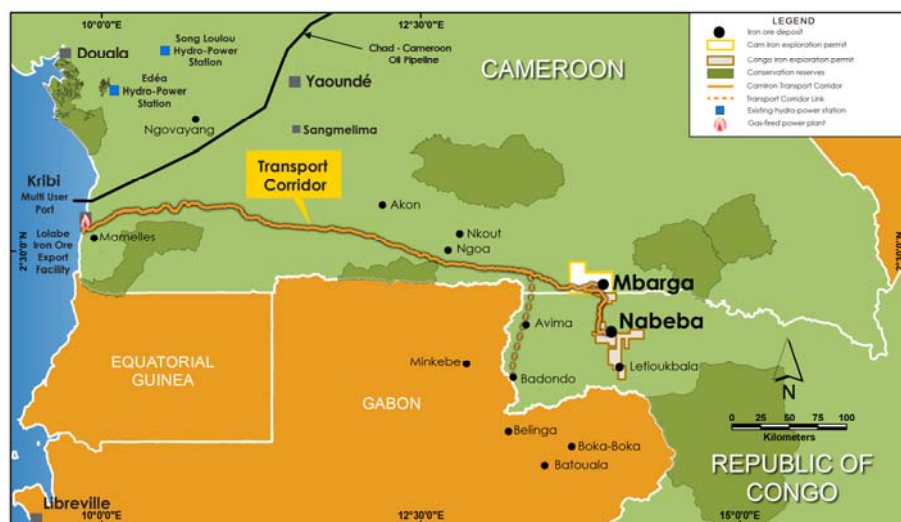 10°0'0"E
12°30'0"E
Douala
Song Loulou
Hydro-Power
Station
Chad - Cameroon
Oil Pipeline
CAMEROON
Edéa
Hydro-Power
Station
Yaoundé
Ngovayang
Sangmelima
Transport
Corridor
Kribi
Multi User
Port
Lolabe Iron Ore
Export
Facility
Mamelles
Akon
Nkout
Ngoa
Mbarga
Nabeba
Avima
Letioukbala
Minkebe
Badondo
EQUATORIAL
GUINEA
GABON
Belinga
Boka-Boka
Batouala
REPUBLIC OF
CONGO
Libreville
2°30'0"N
2°30'0"N
10°0'0"E
12°30'0"E
15°0'0"E
N
0 25 50 75 100
Kilometers
LEGEND
Iron ore deposit
Cam Iron exploration permit
Congo Iron exploration permit
Conservation reserves
CamIron Transport Corridor
Transport Corridor Link
Existing hydro-power station
Gas-fired power plant